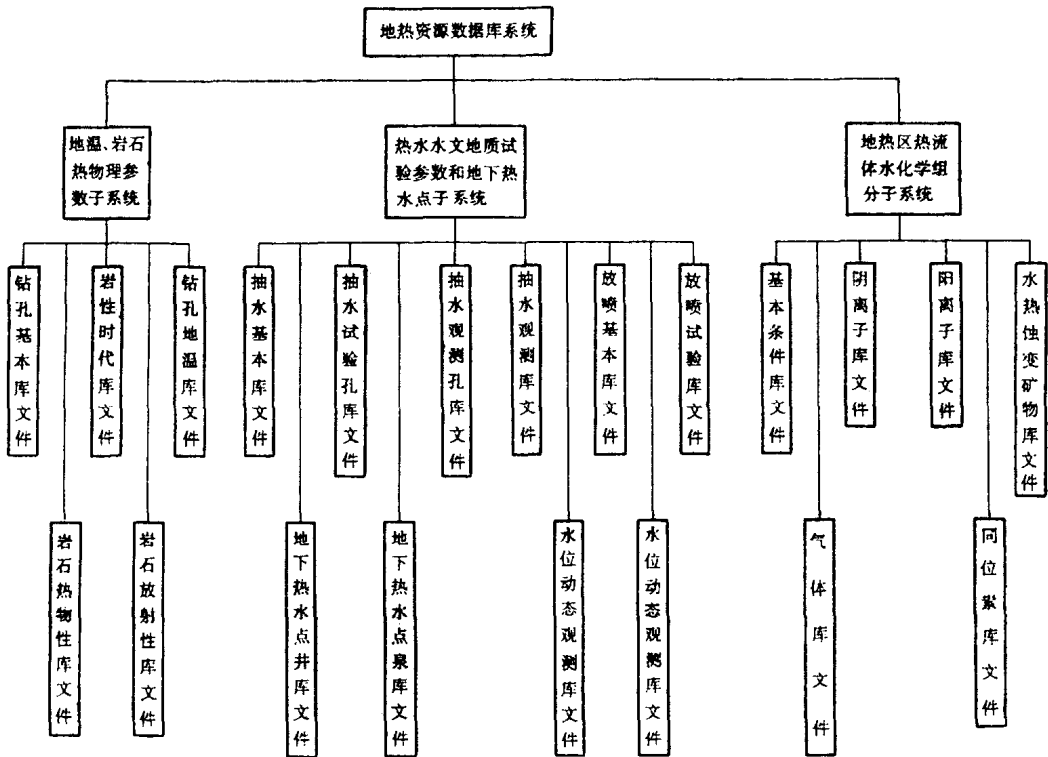 地热资源数据库系统
地温、岩石
热物理参
数子系统
热水水文地质试
验参数和地下热
水点子系统
地热区热流
体水化学组
分子系统
钻孔基本库文件
岩性时代库文件
钻孔地温库文件
抽水基本库文件
抽水试验孔库文件
抽水观测孔库文件
抽水观测库文件
放喷基本库文件
放喷试验库文件
基本条件库文件
阴离子库文件
阳离子库文件
水热蚀变矿物库文件
岩石热物性库文件
岩石放射性库文件
地下热水点井库文件
地下热水点泉库文件
水位动态观测库文件
水位动态观测库文件
气体库文件
同位素库文件